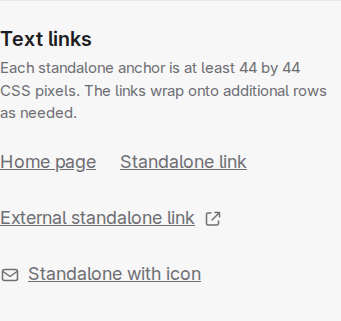 Text links
Each standalone anchor is at least 44 by 44
CSS pixels. The links wrap onto additional rows
as needed.
Home page Standalone link
External standalone link
Standalone with icon